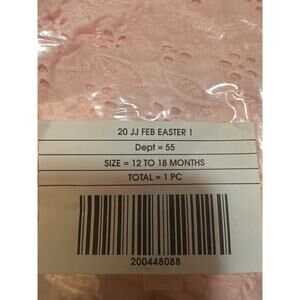 20 JJ FEB EASTER 1
Dept = 55
SIZE = 12 TO 18 MONTHS
TOTAL = 1 PC
200448088